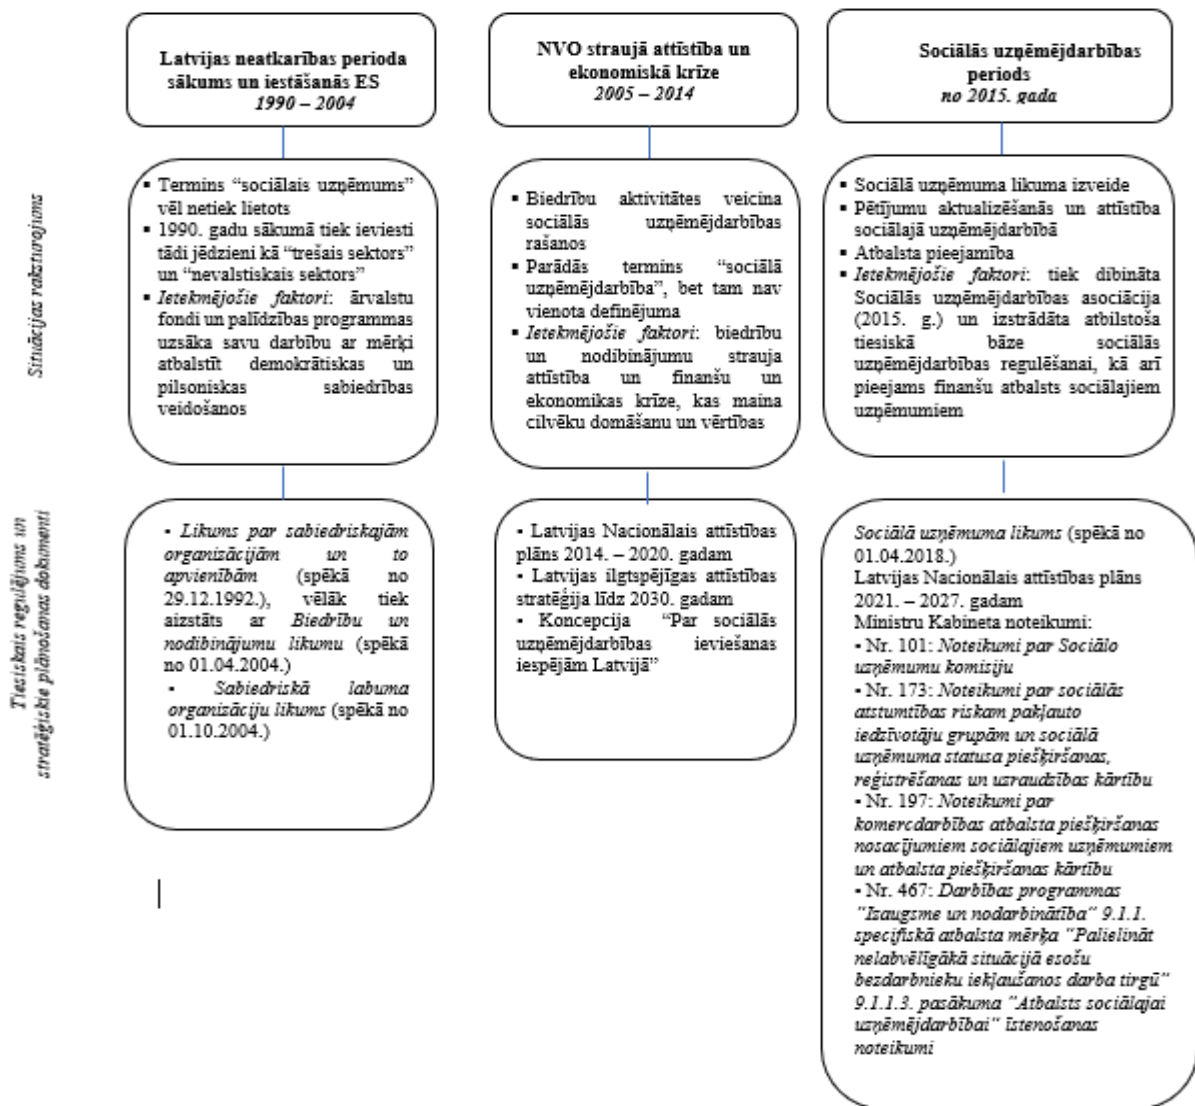 Latvijas neatkarības perioda
sākums un iestāšanās ES
1990 – 2004
NVO straujā attīstība un
ekonomiskā krīze
2005 – 2014
Sociālās uzņēmējdarbības
periods
no 2015. gada
Situācijas raksturojums
▪ Termins “sociālais uzņēmums”
vēl netiek lietots
▪ 1990. gadu sākumā tiek ieviesti
tādi jēdzieni kā “trešais sektors”
un “nevalstiskais sektors”
▪ Ietekmējošie faktori: ārvalstu
fondi un palīdzības programmas
uzsāka savu darbību ar mērķi
atbalstīt demokrātiskas un
pilsoniskas sabiedrības
veidošanos
▪ Biedrību aktivitātes veicina
sociālās uzņēmējdarbības
rašanos
▪ Parādās termins “sociālā
uzņēmējdarbība”, bet tam nav
vienota definējuma
▪ Ietekmējošie faktori: biedrību
un nodibinājumu strauja
attīstība un finanšu un
ekonomikas krīze, kas maina
cilvēku domāšanu un vērtības
▪ Sociālā uzņēmuma likuma izveide
▪ Pētījumu aktualizēšanās un attīstība
sociālajā uzņēmējdarbībā
▪ Atbalsta pieejamība
▪ Ietekmējošie faktori: tiek dibināta
Sociālās uzņēmējdarbības asociācija
(2015. g.) un izstrādāta atbilstoša
tiesiskā bāze sociālās
uzņēmējdarbības regulēšanai, kā arī
pieejams finanšu atbalsts sociālajiem
uzņēmumiem
Tiesiskais regulējums un
stratēģiskie plānošanas dokumenti
▪ Likums par sabiedriskajām
organizācijām un to
apvienībām (spēkā no
29.12.1992.), vēlāk tiek
aizstāts ar Biedrību un
nodibinājumu likumu (spēkā
no 01.04.2004.)
▪ Sabiedriskā labuma
organizāciju likums (spēkā no
01.10.2004.)
▪ Latvijas Nacionālais attīstības
plāns 2014. – 2020. gadam
▪ Latvijas ilgtspējīgas attīstības
stratēģija līdz 2030. gadam
▪ Koncepcija “Par sociālās
uzņēmējdarbības ieviešanas
iespējām Latvijā”
Sociālā uzņēmuma likums (spēkā no
01.04.2018.)
Latvijas Nacionālais attīstības plāns
2021. – 2027. gadam
Ministru Kabineta noteikumi:
▪ Nr. 101: Noteikumi par Sociālo
uzņēmumu komisiju
▪ Nr. 173: Noteikumi par sociālās
atstumtības riskam pakļauto
iedzīvotāju grupām un sociālā
uzņēmuma statusa piešķiršanas,
reģistrēšanas un uzraudzības kārtību
▪ Nr. 197: Noteikumi par
komercdarbības atbalsta piešķiršanas
nosacījumiem sociālajiem uzņēmumiem
un atbalsta piešķiršanas kārtību
▪ Nr. 467: Darbības programmas
"Izaugsme un nodarbinātība" 9.1.1.
specifiskā atbalsta mērķa "Palielināt
nelabvēlīgākā situācijā esošu
bezdarbnieku iekļaušanos darba tirgū"
9.1.1.3. pasākuma "Atbalsts sociālajai
uzņēmējdarbībai" īstenošanas
noteikumi